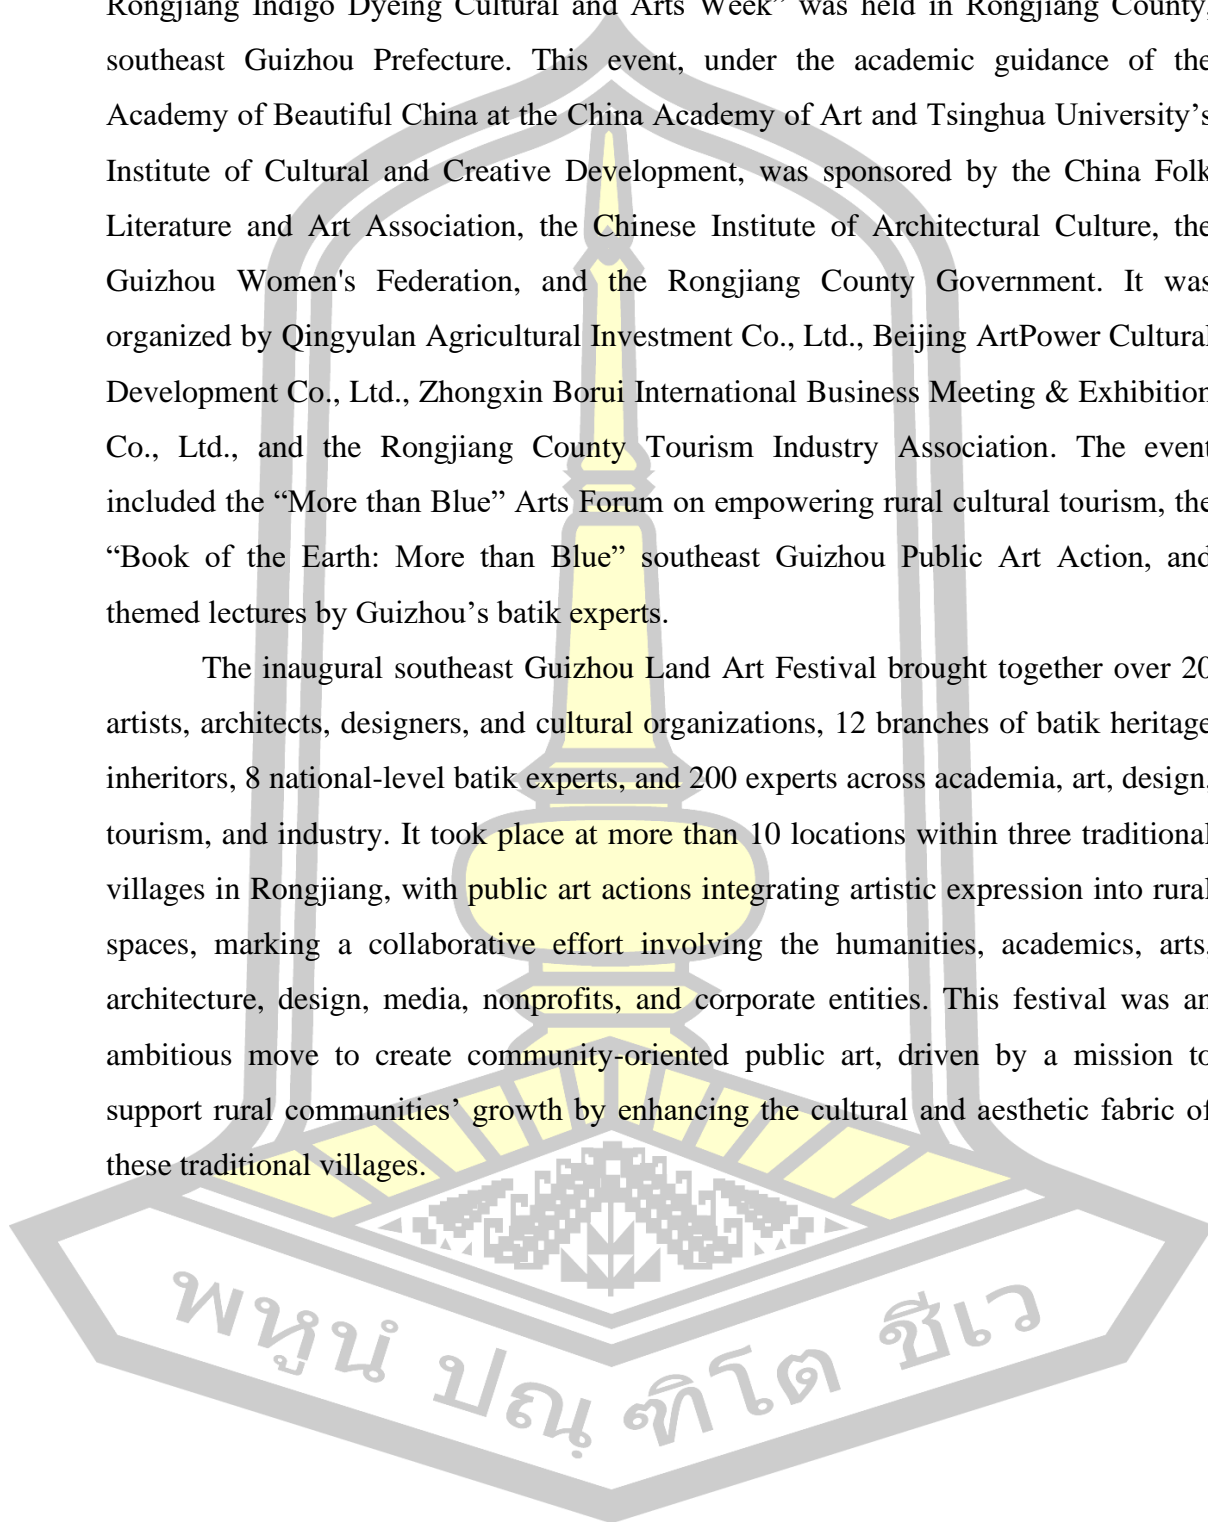 Rongjiang Indigo Dyeing Cultural and Arts Week” was held in Rongjiang County,
southeast Guizhou Prefecture. This event, under the academic guidance of the
Academy of Beautiful China at the China Academy of Art and Tsinghua University’s
Institute of Cultural and Creative Development, was sponsored by the China Folk
Literature and Art Association, the Chinese Institute of Architectural Culture, the
Guizhou Women's Federation, and the Rongjiang County Government. It was
organized by Qingyulan Agricultural Investment Co., Ltd., Beijing ArtPower Cultural
Development Co., Ltd., Zhongxin Borui International Business Meeting & Exhibition
Co., Ltd., and the Rongjiang County Tourism Industry Association. The event
included the “More than Blue” Arts Forum on empowering rural cultural tourism, the
“Book of the Earth: More than Blue” southeast Guizhou Public Art Action, and
themed lectures by Guizhou’s batik experts.
The inaugural southeast Guizhou Land Art Festival brought together over 20
artists, architects, designers, and cultural organizations, 12 branches of batik heritage
inheritors, 8 national-level batik experts, and 200 experts across academia, art, design,
tourism, and industry. It took place at more than 10 locations within three traditional
villages in Rongjiang, with public art actions integrating artistic expression into rural
spaces, marking a collaborative effort involving the humanities, academics, arts,
architecture, design, media, nonprofits, and corporate entities. This festival was an
ambitious move to create community-oriented public art, driven by a mission to
support rural communities’ growth by enhancing the cultural and aesthetic fabric of
these traditional villages.
พหูนํ ปณฺฑิโต ชีเว